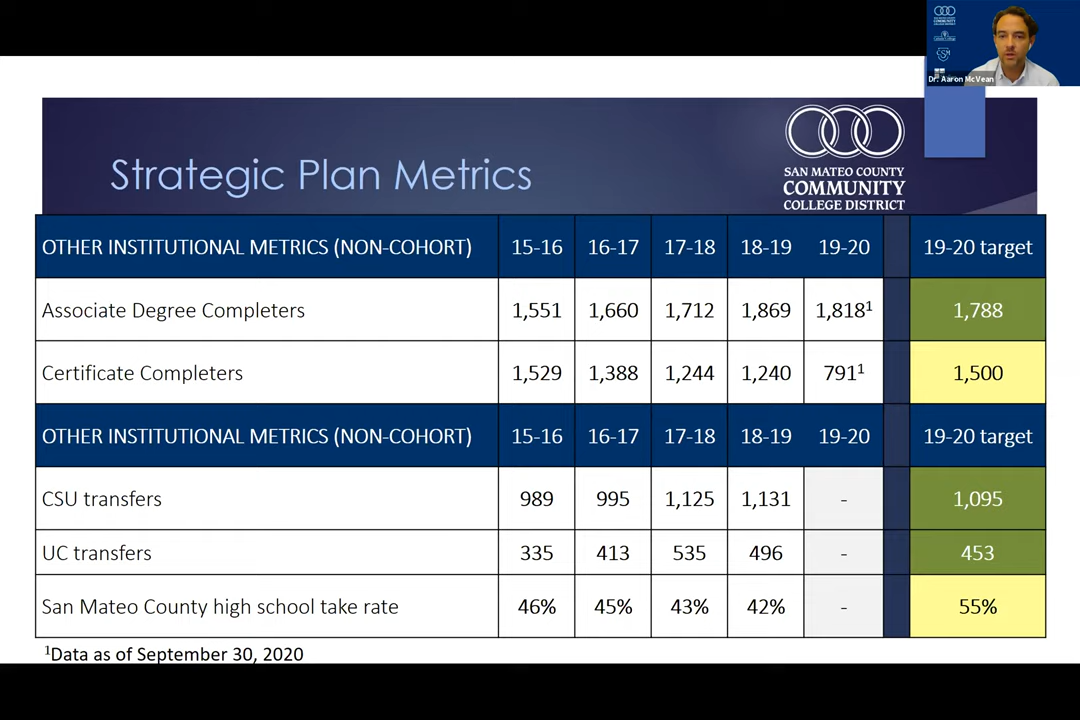 Dr. Aaron McVean
Strategic Plan Metrics
SAN MATEO COUNTY
COMMUNITY
COLLEGE DISTRICT
OTHER INSTITUTIONAL METRICS (NON-COHORT) 15-16 16-17 17-18 18-19 19-20 19-20 target
Associate Degree Completers 1,551 1,660 1,712 1,869 1,818¹ 1,788
Certificate Completers 1,529 1,388 1,244 1,240 791¹ 1,500
OTHER INSTITUTIONAL METRICS (NON-COHORT) 15-16 16-17 17-18 18-19 19-20 19-20 target
CSU transfers 989 995 1,125 1,131 - 1,095
UC transfers 335 413 535 496 - 453
San Mateo County high school take rate 46% 45% 43% 42% - 55%
¹Data as of September 30, 2020